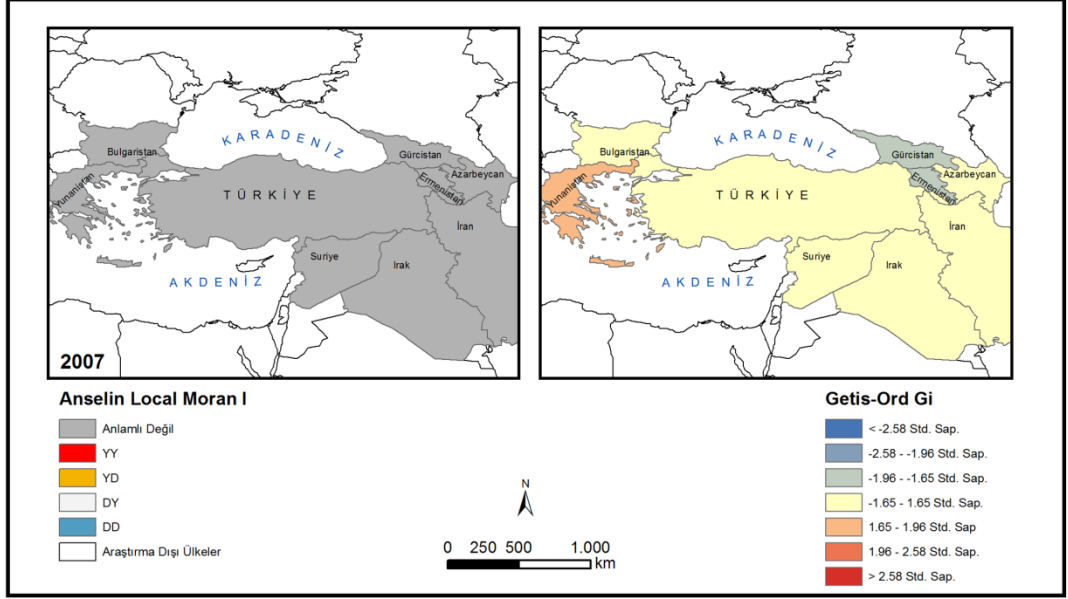 KARADENİZ
Bulgaristan
Gürcistan
Yunanistan
Ermenistan
Azarbeycan
TÜRKİYE
İran
Suriye
Irak
AKDENİZ
2007
KARADENİZ
Bulgaristan
Gürcistan
Yunanistan
Ermenistan
Azarbeycan
TÜRKİYE
İran
Suriye
Irak
AKDENİZ
Anselin Local Moran I
Anlamlı Değil
YY
YD
DY
DD
Araştırma Dışı Ülkeler
N
0 250 500 1.000
km
Getis-Ord Gi
< -2.58 Std. Sap.
-2.58 - -1.96 Std. Sap.
-1.96 - -1.65 Std. Sap.
-1.65 - 1.65 Std. Sap.
1.65 - 1.96 Std. Sap
1.96 - 2.58 Std. Sap.
> 2.58 Std. Sap.